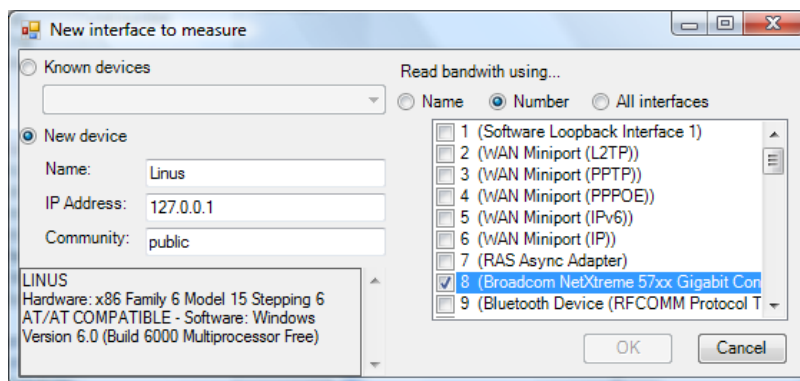 New interface to measure
Known devices
New device
Name: Linus
IP Address: 127.0.0.1
Community: public
LINUS
Hardware: x86 Family 6 Model 15 Stepping 6
AT/AT COMPATIBLE - Software: Windows
Version 6.0 (Build 6000 Multiprocessor Free)
Read bandwith using...
Name Number All interfaces
1 (Software Loopback Interface 1)
2 (WAN Miniport (L2TP))
3 (WAN Miniport (PPTP))
4 (WAN Miniport (PPPOE))
5 (WAN Miniport (IPv6))
6 (WAN Miniport (IP))
7 (RAS Async Adapter)
8 (Broadcom NetXtreme 57xx Gigabit Con
9 (Bluetooth Device (RFCOMM Protocol T
OK Cancel